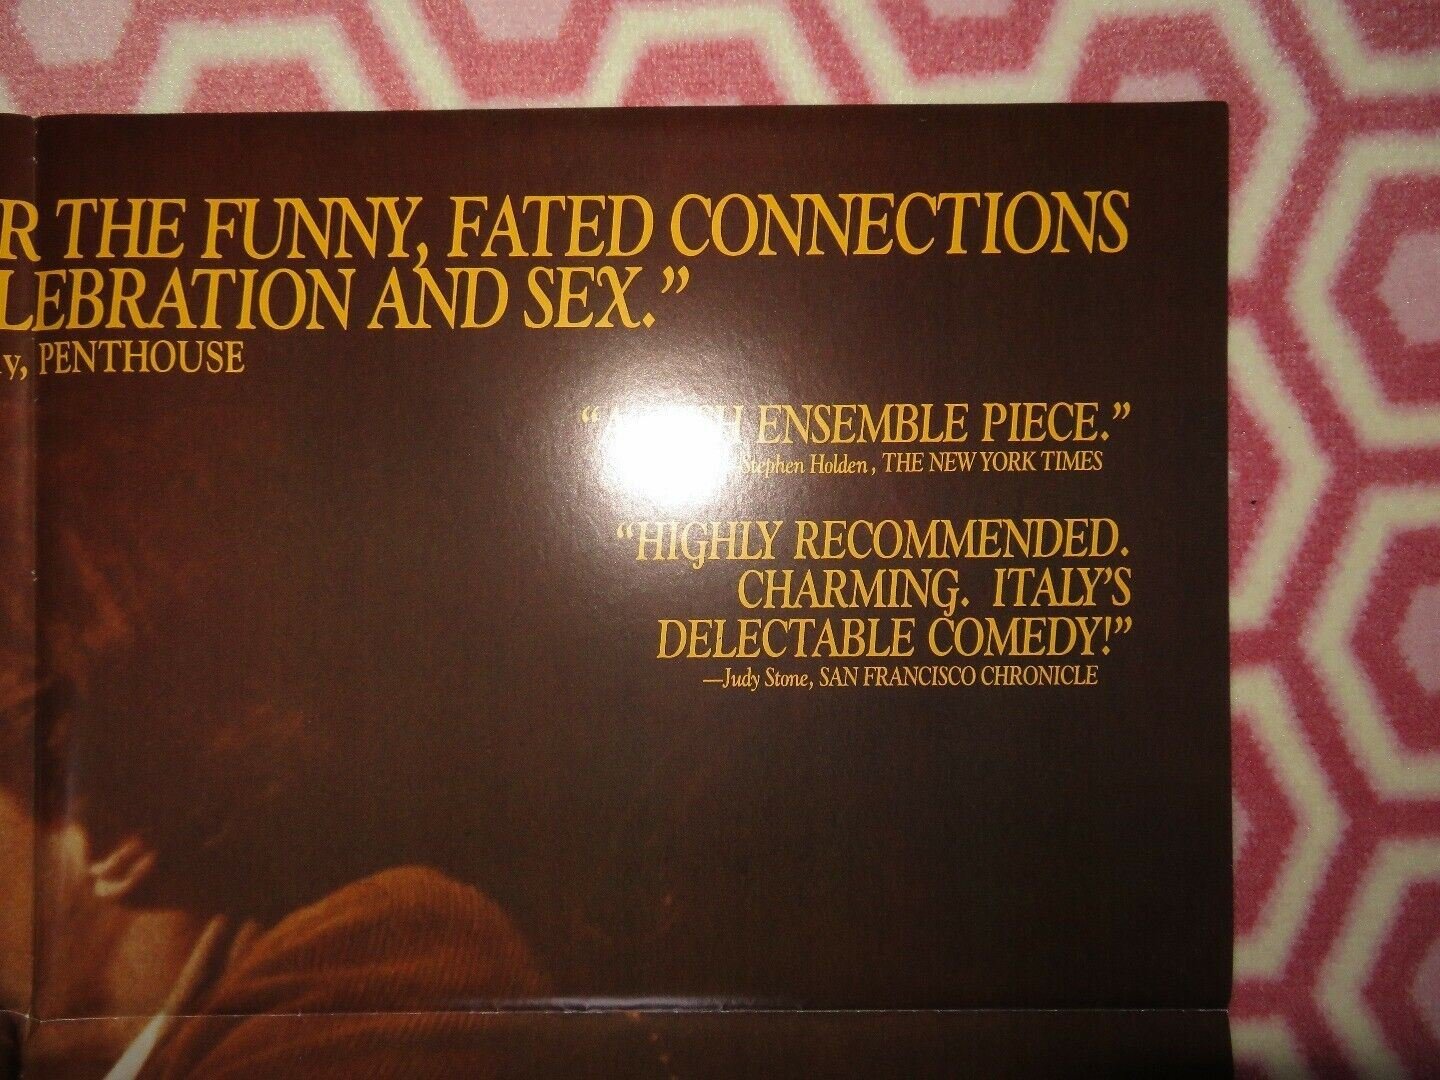 R THE FUNNY, FATED CONNECTIONS
LEBRATION AND SEX.”
y, PENTHOUSE
ENSEMBLE PIECE.”
Stephen Holden, THE NEW YORK TIMES
“HIGHLY RECOMMENDED.
CHARMING. ITALY’S
DELECTABLE COMEDY!”
—Judy Stone, SAN FRANCISCO CHRONICLE